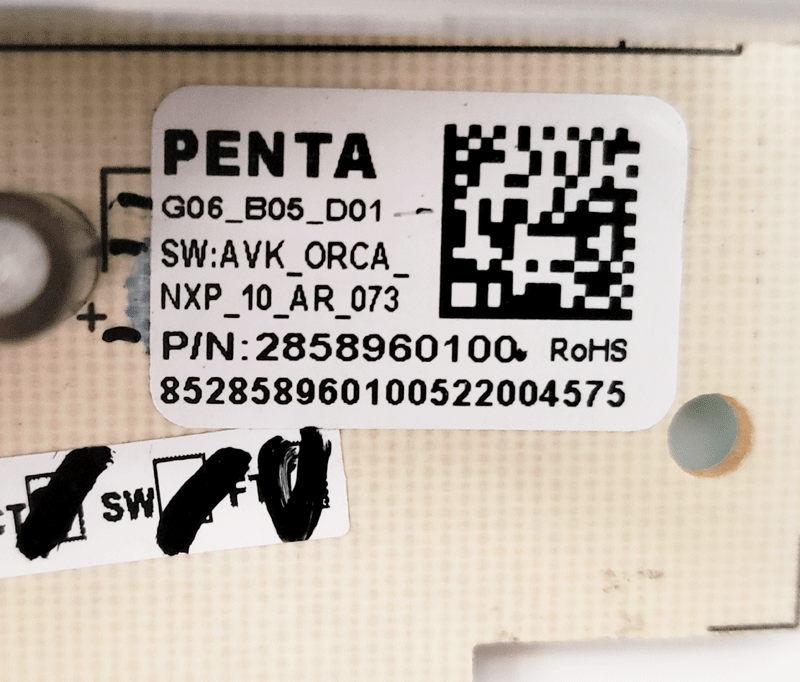 PENTA
G06_B05_D01
SW:AVK_ORCA_
NXP_10_AR_073
P/N:2858960100. RoHS
852858960100522004575
+
SW